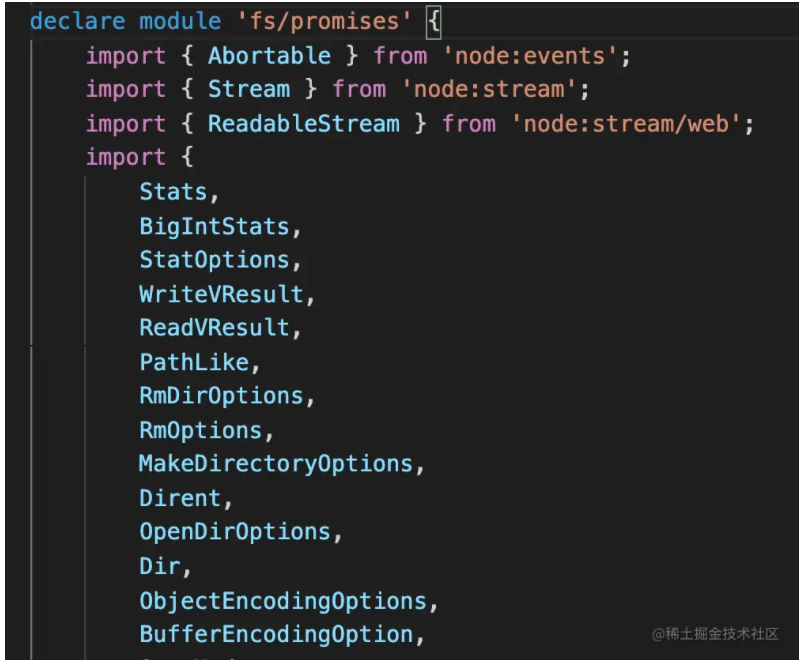 declare module 'fs/promises' {
    import { Abortable } from 'node:events';
    import { Stream } from 'node:stream';
    import { ReadableStream } from 'node:stream/web';
    import {
        Stats,
        BigIntStats,
        StatOptions,
        WriteVResult,
        ReadVResult,
        PathLike,
        RmDirOptions,
        RmOptions,
        MakeDirectoryOptions,
        Dirent,
        OpenDirOptions,
        Dir,
        ObjectEncodingOptions,
        BufferEncodingOption,
@稀土掘金技术社区